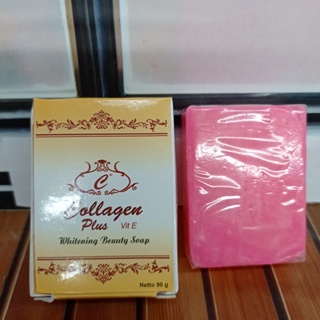 C
Collagen
Plus Vit E
Whitening Beauty Soap
Netto 90 g